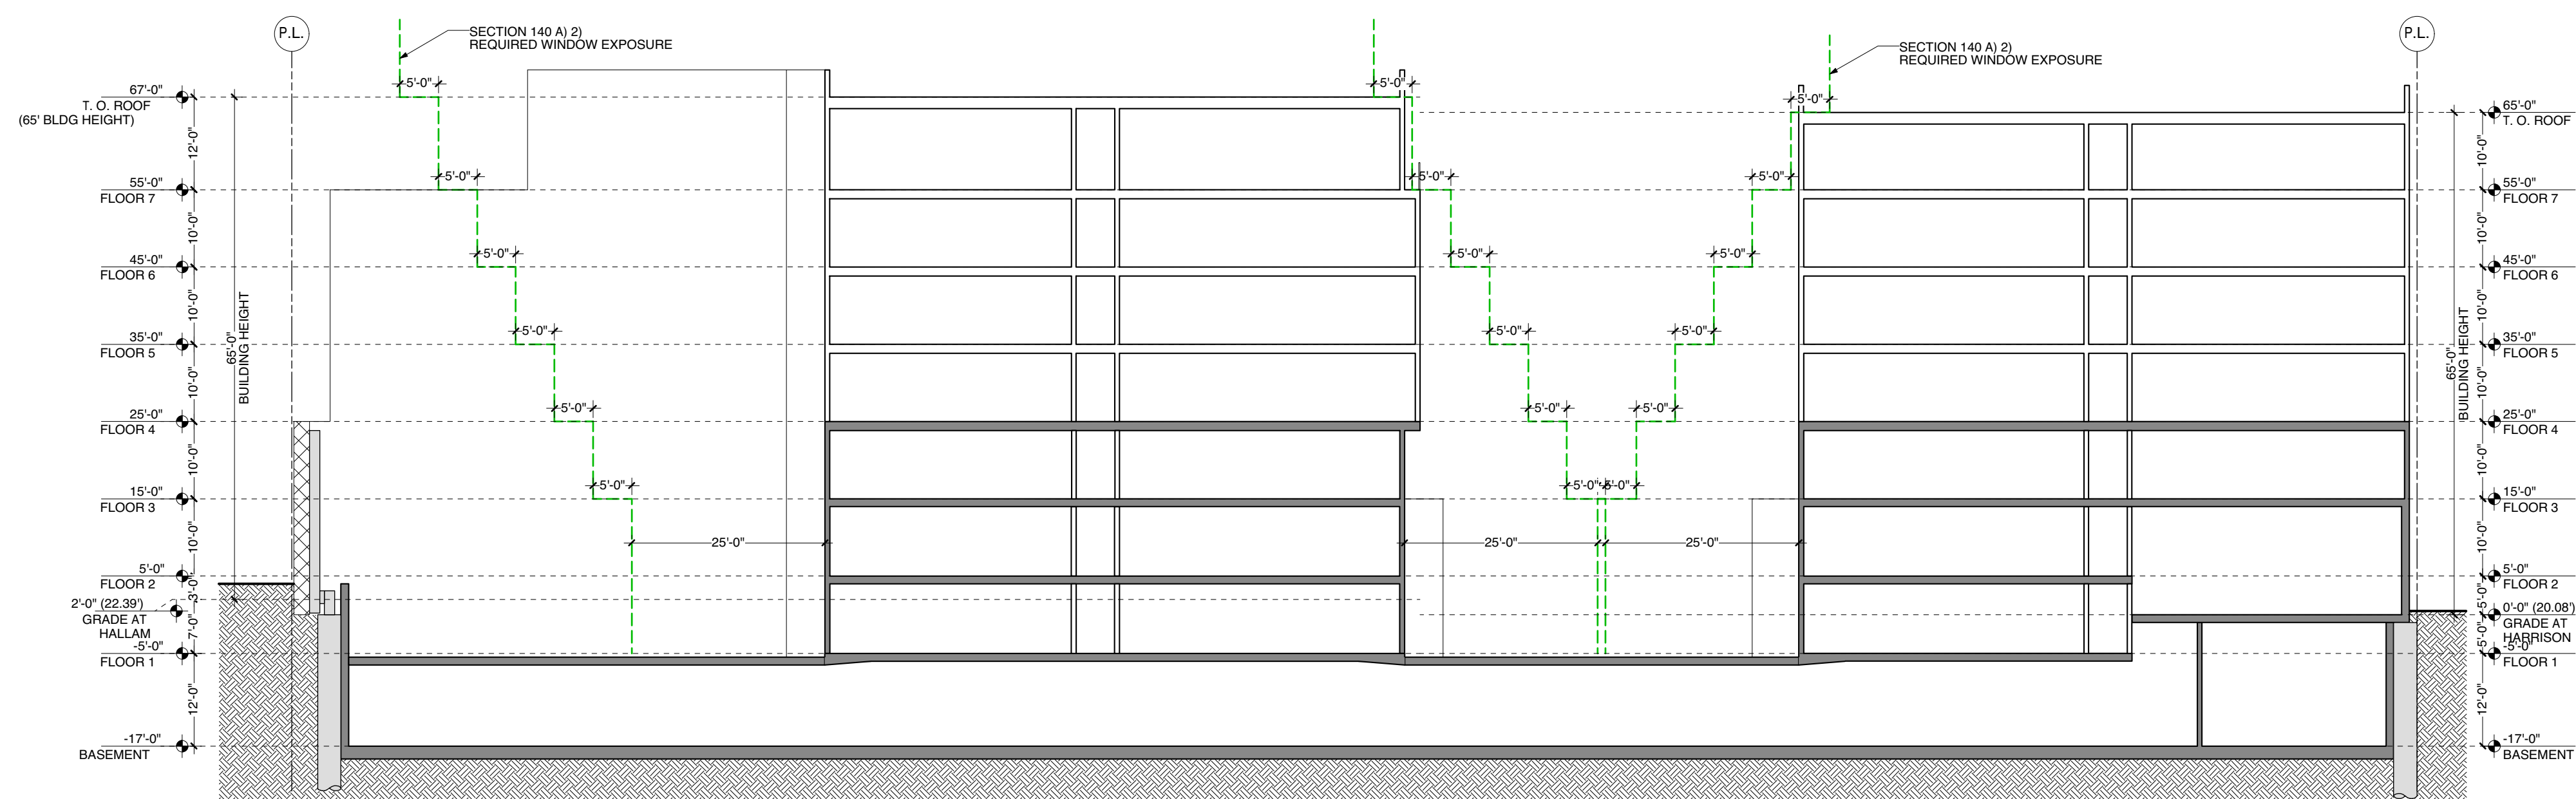 P.L.
P.L.
SECTION 140 A) 2)
REQUIRED WINDOW EXPOSURE
SECTION 140 A) 2)
REQUIRED WINDOW EXPOSURE
67'-0"
T. O. ROOF
(65' BLDG HEIGHT)
55'-0"
FLOOR 7
45'-0"
FLOOR 6
35'-0"
FLOOR 5
25'-0"
FLOOR 4
15'-0"
FLOOR 3
5'-0"
FLOOR 2
2'-0" (22.39')
GRADE AT
HALLAM
-5'-0"
FLOOR 1
-17'-0"
BASEMENT
12'-0"
10'-0"
10'-0"
10'-0"
10'-0"
10'-0"
3'-0"
7'-0"
12'-0"
65'-0"
BUILDING HEIGHT
5'-0"
5'-0"
5'-0"
5'-0"
5'-0"
5'-0"
25'-0"
5'-0"
5'-0"
5'-0"
5'-0"
5'-0"
5'-0"
25'-0"
5'-0"
5'-0"
5'-0"
5'-0"
5'-0"
5'-0"
25'-0"
65'-0"
BUILDING HEIGHT
10'-0"
10'-0"
10'-0"
10'-0"
10'-0"
10'-0"
5'-0"
5'-0"
12'-0"
65'-0"
T. O. ROOF
55'-0"
FLOOR 7
45'-0"
FLOOR 6
35'-0"
FLOOR 5
25'-0"
FLOOR 4
15'-0"
FLOOR 3
5'-0"
FLOOR 2
0'-0" (20.08')
GRADE AT
HARRISON
-5'-0"
FLOOR 1
-17'-0"
BASEMENT